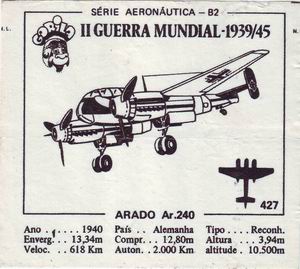 SÉRIE AERONÁUTICA - B2
II GUERRA MUNDIAL-1939/45
427
ARADO Ar.240
Ano ..... 1940 País .. Alemanha Tipo .... Reconh.
Enverg... 13,34m Compr... 12,80m Altura ... 3,94m
Veloc. .. 618 Km Auton.. 2.000 Km altitude . 10.500m